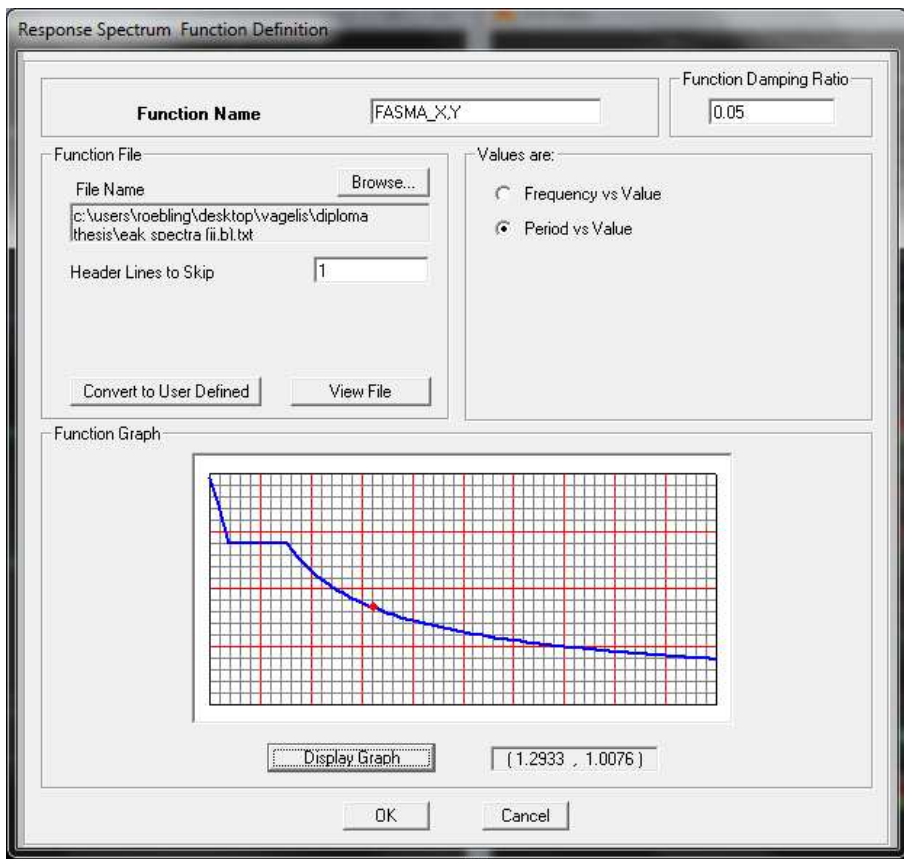 Response Spectrum Function Definition
Function Damping Ratio
Function Name
FASMA_X,Y
0.05
Function File
Values are:
File Name
Browse...
c:\users\roebling\desktop\vagelis\diploma
thesis\eak spectra [ii,b].txt
Header Lines to Skip
1
Frequency vs Value
Period vs Value
Convert to User Defined
View File
Function Graph
Display Graph
( 1.2933 , 1.0076 )
OK
Cancel